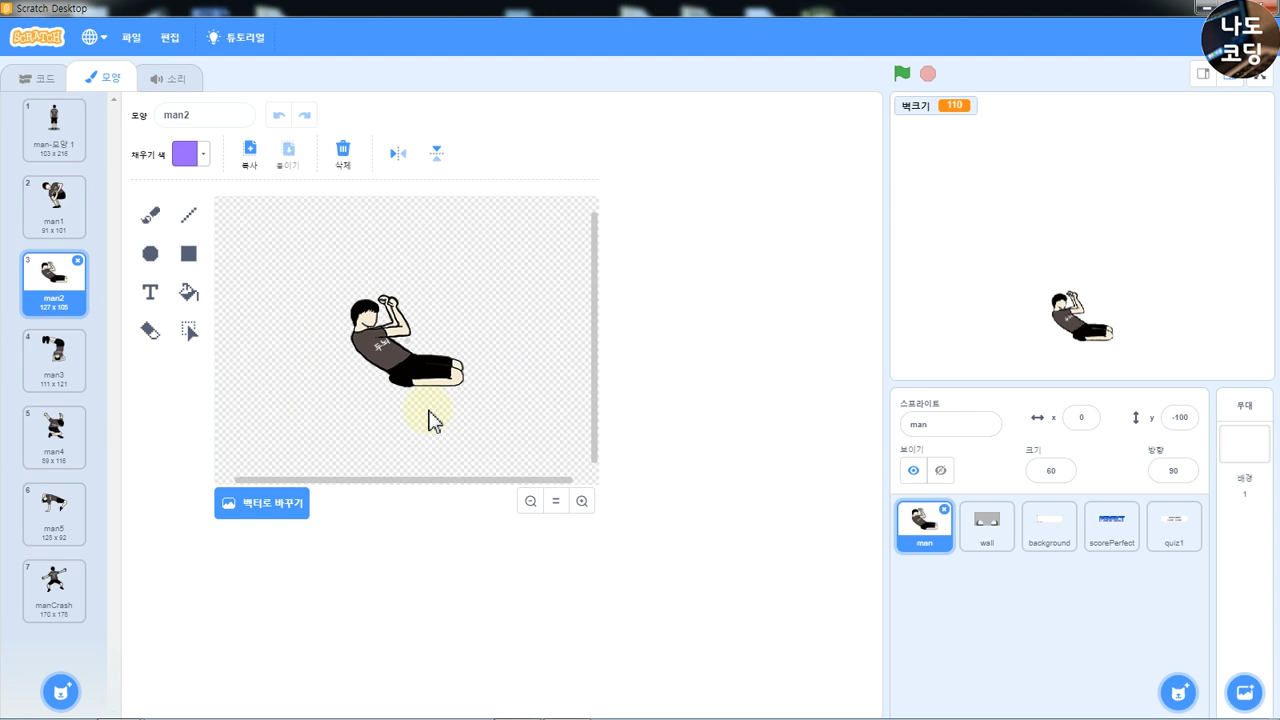 Scratch Desktop
SCRATCH 파일 편집 튜토리얼
나도
코딩
코드 모양 소리
1
man-모양 1
103 x 216
2
man1
91 x 101
3
man2
127 x 105
4
man3
111 x 121
5
man4
89 x 116
6
man5
128 x 92
7
manCrash
170 x 178
모양 man2
채우기 색 복사 붙이기 삭제
T
두뇌
벡터로 바꾸기
벽크기 110
스프라이트
man
x 0 y -100
보이기 크기 방향
60 90
man wall background scorePerfect quiz1
PERFECT
무대
배경
1